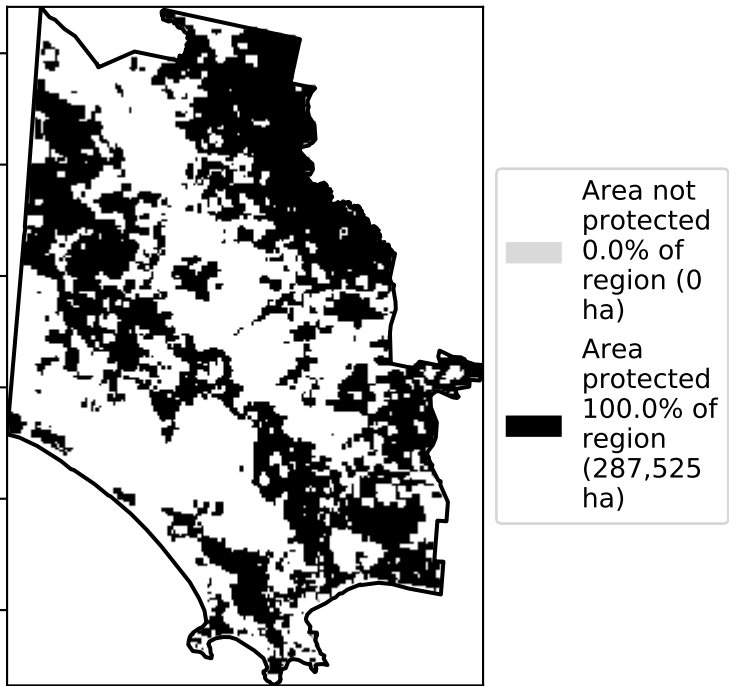 Area not
protected
0.0% of
region (0
ha)
Area
protected
100.0% of
region
(287,525
ha)